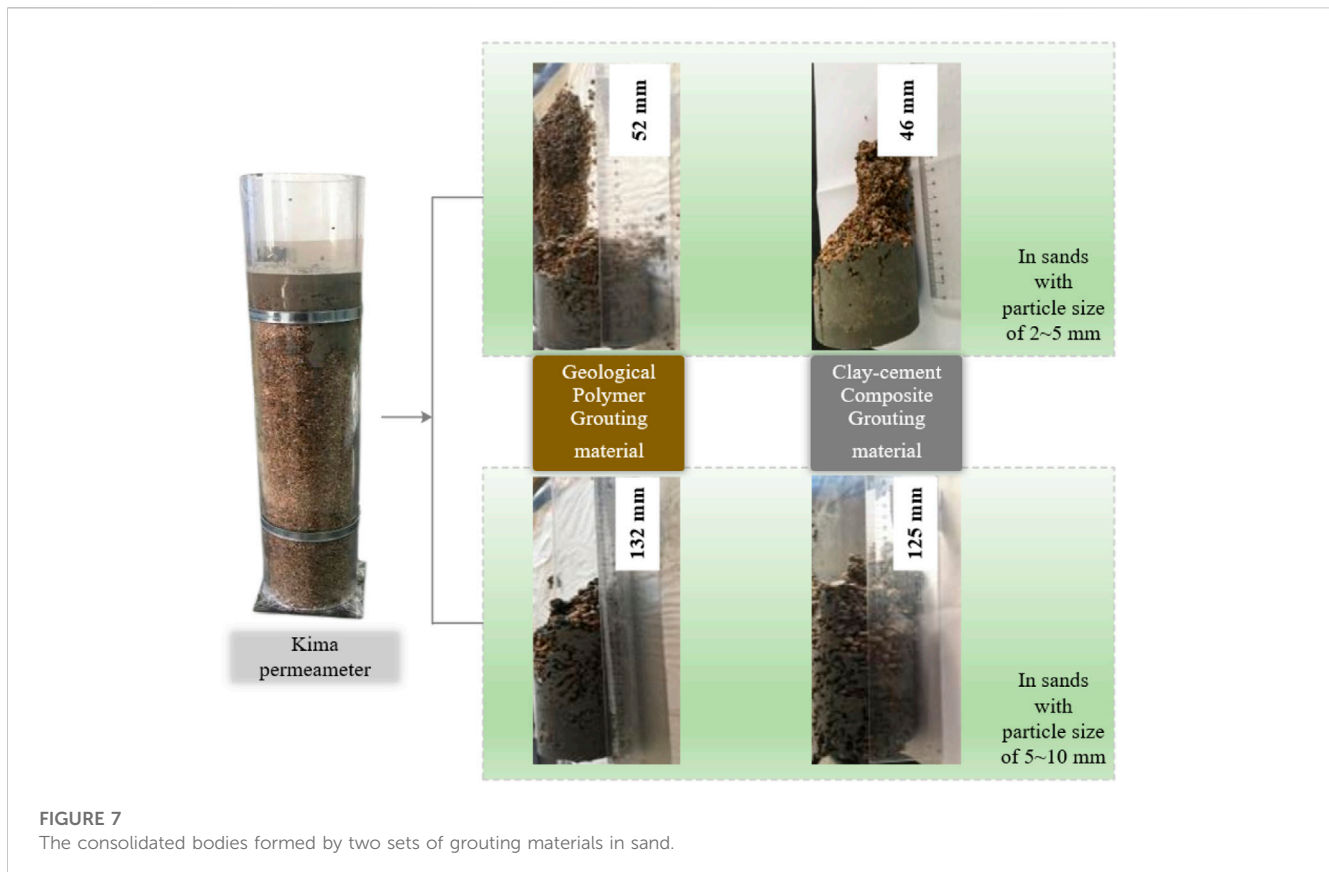 52 mm
46 mm
In sands
with
particle size
of 2~5 mm
Geological
Polymer
Grouting
material
Clay-cement
Composite
Grouting
material
Kima
permeameter
132 mm
125 mm
In sands
with
particle size
of 5~10 mm
FIGURE 7
The consolidated bodies formed by two sets of grouting materials in sand.